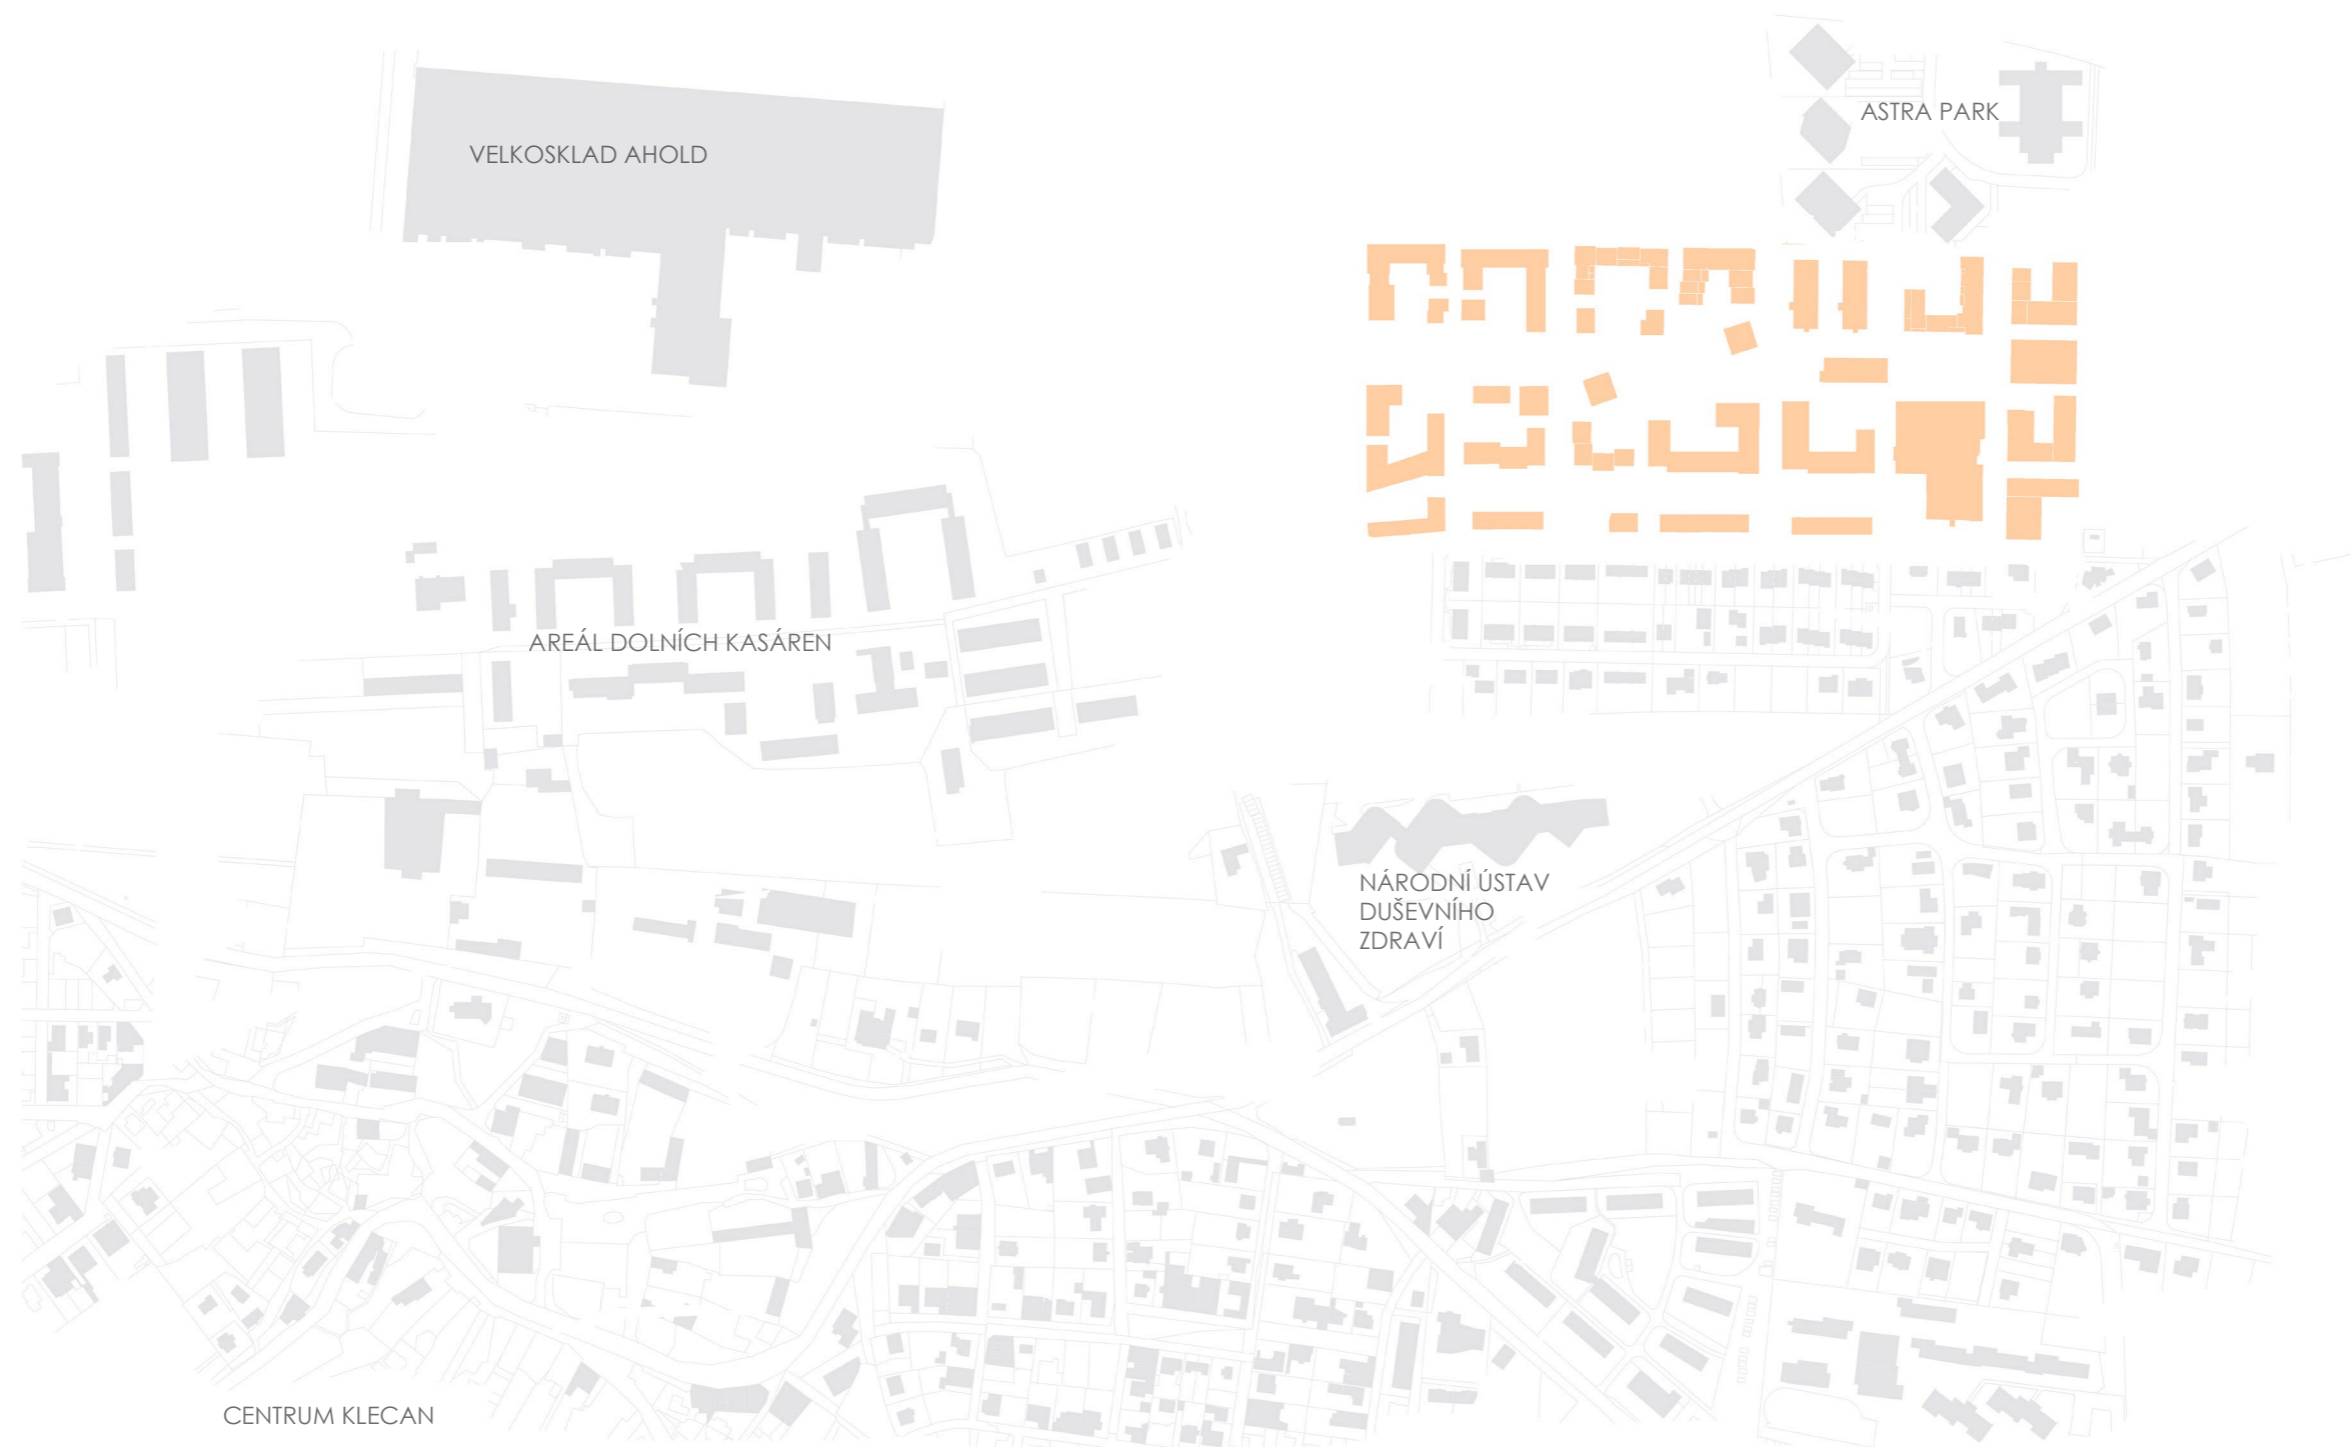 ASTRA PARK
VELKOSKLAD AHOLD
AREÁL DOLNÍCH KASÁREN
NÁRODNÍ ÚSTAV
DUŠEVNÍHO
ZDRAVÍ
CENTRUM KLECAN